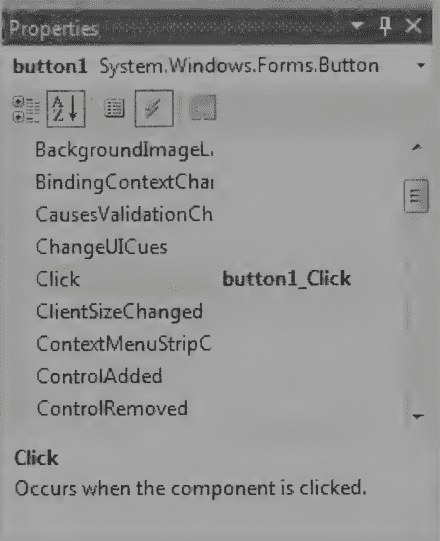 Properties
button1 System.Windows.Forms.Button
BackgroundImageL
BindingContextChai
CausesValidationCh
ChangeUICues
Click button1_Click
ClientSizeChanged
ContextMenuStripC
ControlAdded
ControlRemoved
Click
Occurs when the component is clicked.